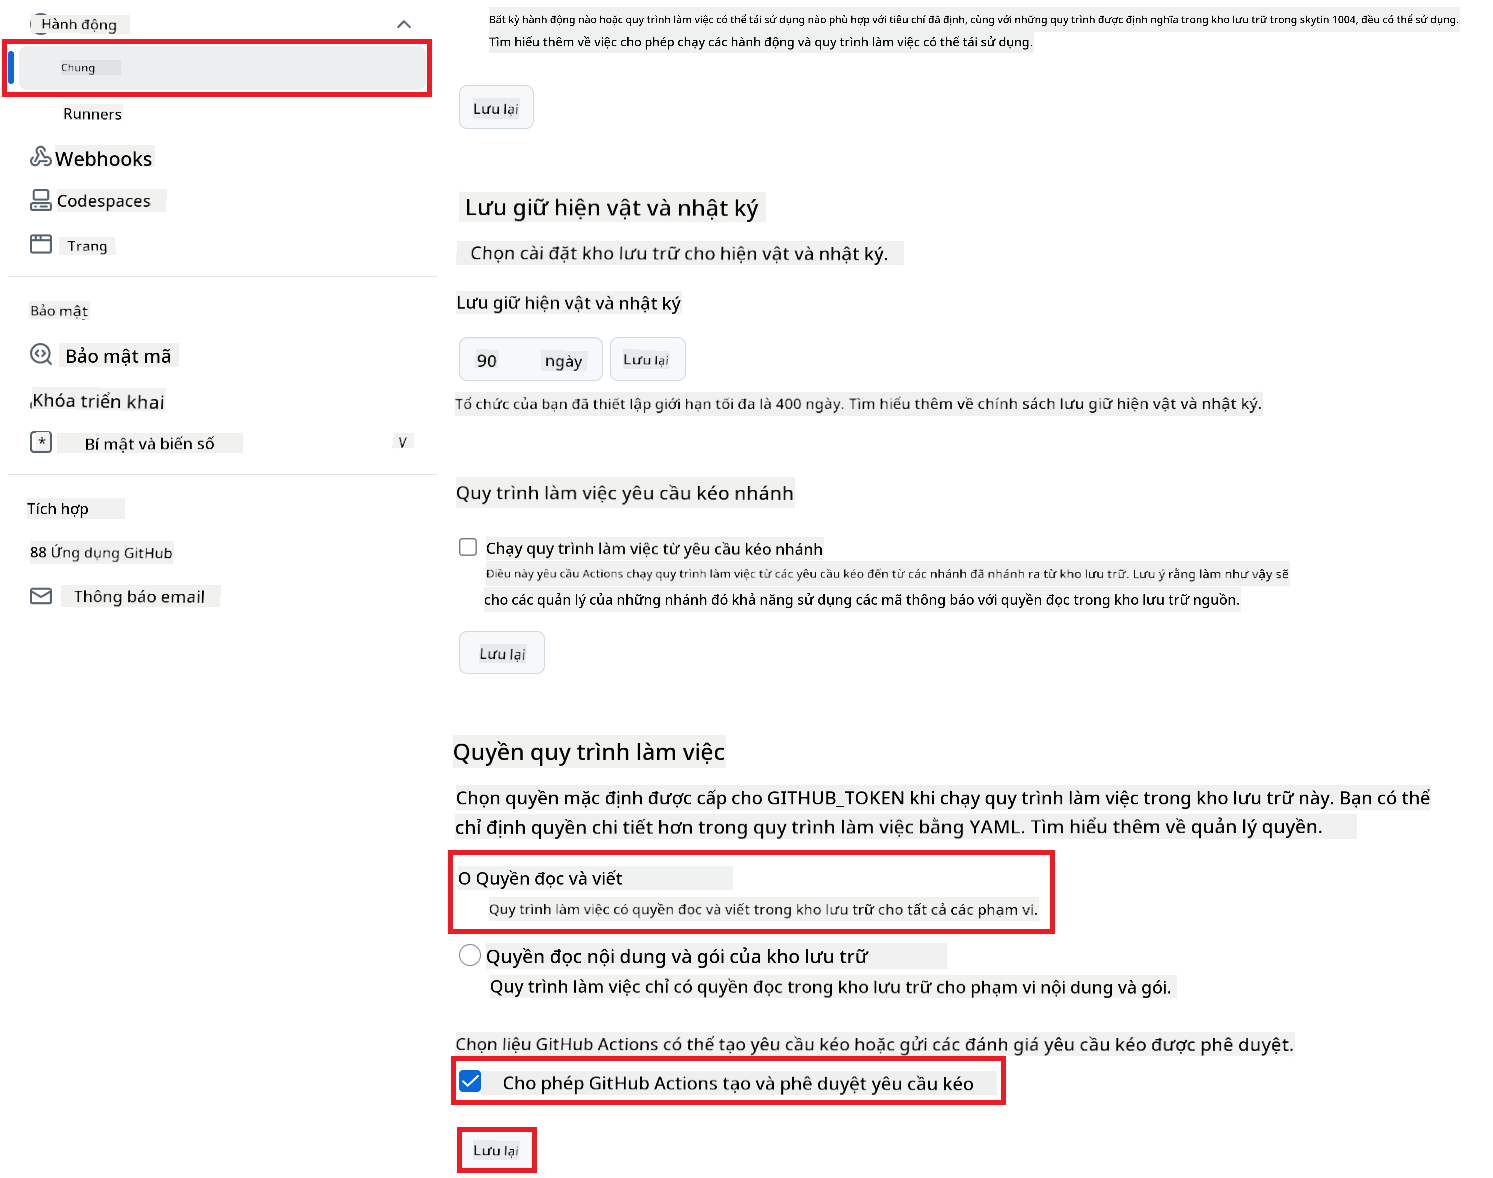 Hành động
Chung
Runners
Webhooks
Codespaces
Trang
Bảo mật
Bảo mật mã
Khóa triển khai
Bí mật và biến số
V
Tích hợp
88 Ứng dụng GitHub
Thông báo email
Bất kỳ hành động nào hoặc quy trình làm việc có thể tái sử dụng nào phù hợp với tiêu chí đã định, cùng với những quy trình được định nghĩa trong kho lưu trữ trong skytin 1004, đều có thể sử dụng.
Tìm hiểu thêm về việc cho phép chạy các hành động và quy trình làm việc có thể tái sử dụng.
Lưu lại
Lưu giữ hiện vật và nhật ký
Chọn cài đặt kho lưu trữ cho hiện vật và nhật ký.
Lưu giữ hiện vật và nhật ký
90 ngày Lưu lại
Tổ chức của bạn đã thiết lập giới hạn tối đa là 400 ngày. Tìm hiểu thêm về chính sách lưu giữ hiện vật và nhật ký.
Quy trình làm việc yêu cầu kéo nhánh
Chạy quy trình làm việc từ yêu cầu kéo nhánh
Điều này yêu cầu Actions chạy quy trình làm việc từ các yêu cầu kéo đến từ các nhánh đã nhánh ra từ kho lưu trữ. Lưu ý rằng làm như vậy sẽ
cho các quản lý của những nhánh đó khả năng sử dụng các mã thông báo với quyền đọc trong kho lưu trữ nguồn.
Lưu lại
Quyền quy trình làm việc
Chọn quyền mặc định được cấp cho GITHUB_TOKEN khi chạy quy trình làm việc trong kho lưu trữ này. Bạn có thể
chỉ định quyền chi tiết hơn trong quy trình làm việc bằng YAML. Tìm hiểu thêm về quản lý quyền.
O Quyền đọc và viết
Quy trình làm việc có quyền đọc và viết trong kho lưu trữ cho tất cả các phạm vi.
Quyền đọc nội dung và gói của kho lưu trữ
Quy trình làm việc chỉ có quyền đọc trong kho lưu trữ cho phạm vi nội dung và gói.
Chọn liệu GitHub Actions có thể tạo yêu cầu kéo hoặc gửi các đánh giá yêu cầu kéo được phê duyệt.
Cho phép GitHub Actions tạo và phê duyệt yêu cầu kéo
Lưu lại